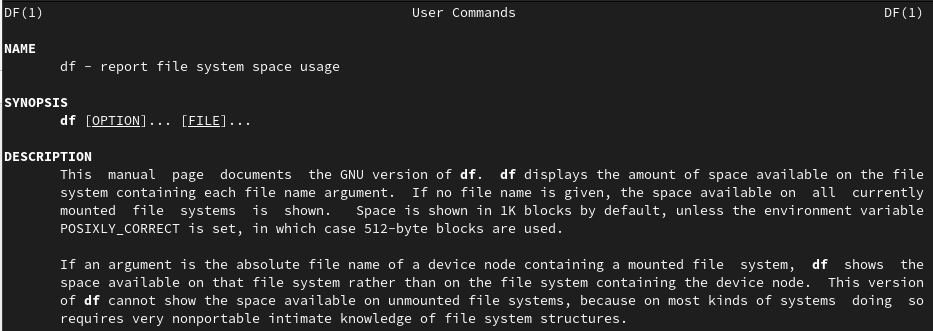 DF(1) User Commands DF(1)
NAME
df - report file system space usage
SYNOPSIS
df [OPTION]... [FILE]...
DESCRIPTION
This manual page documents the GNU version of df. df displays the amount of space available on the file
system containing each file name argument. If no file name is given, the space available on all currently
mounted file systems is shown. Space is shown in 1K blocks by default, unless the environment variable
POSIXLY_CORRECT is set, in which case 512-byte blocks are used.
If an argument is the absolute file name of a device node containing a mounted file system, df shows the
space available on that file system rather than on the file system containing the device node. This version
of df cannot show the space available on unmounted file systems, because on most kinds of systems doing so
requires very nonportable intimate knowledge of file system structures.